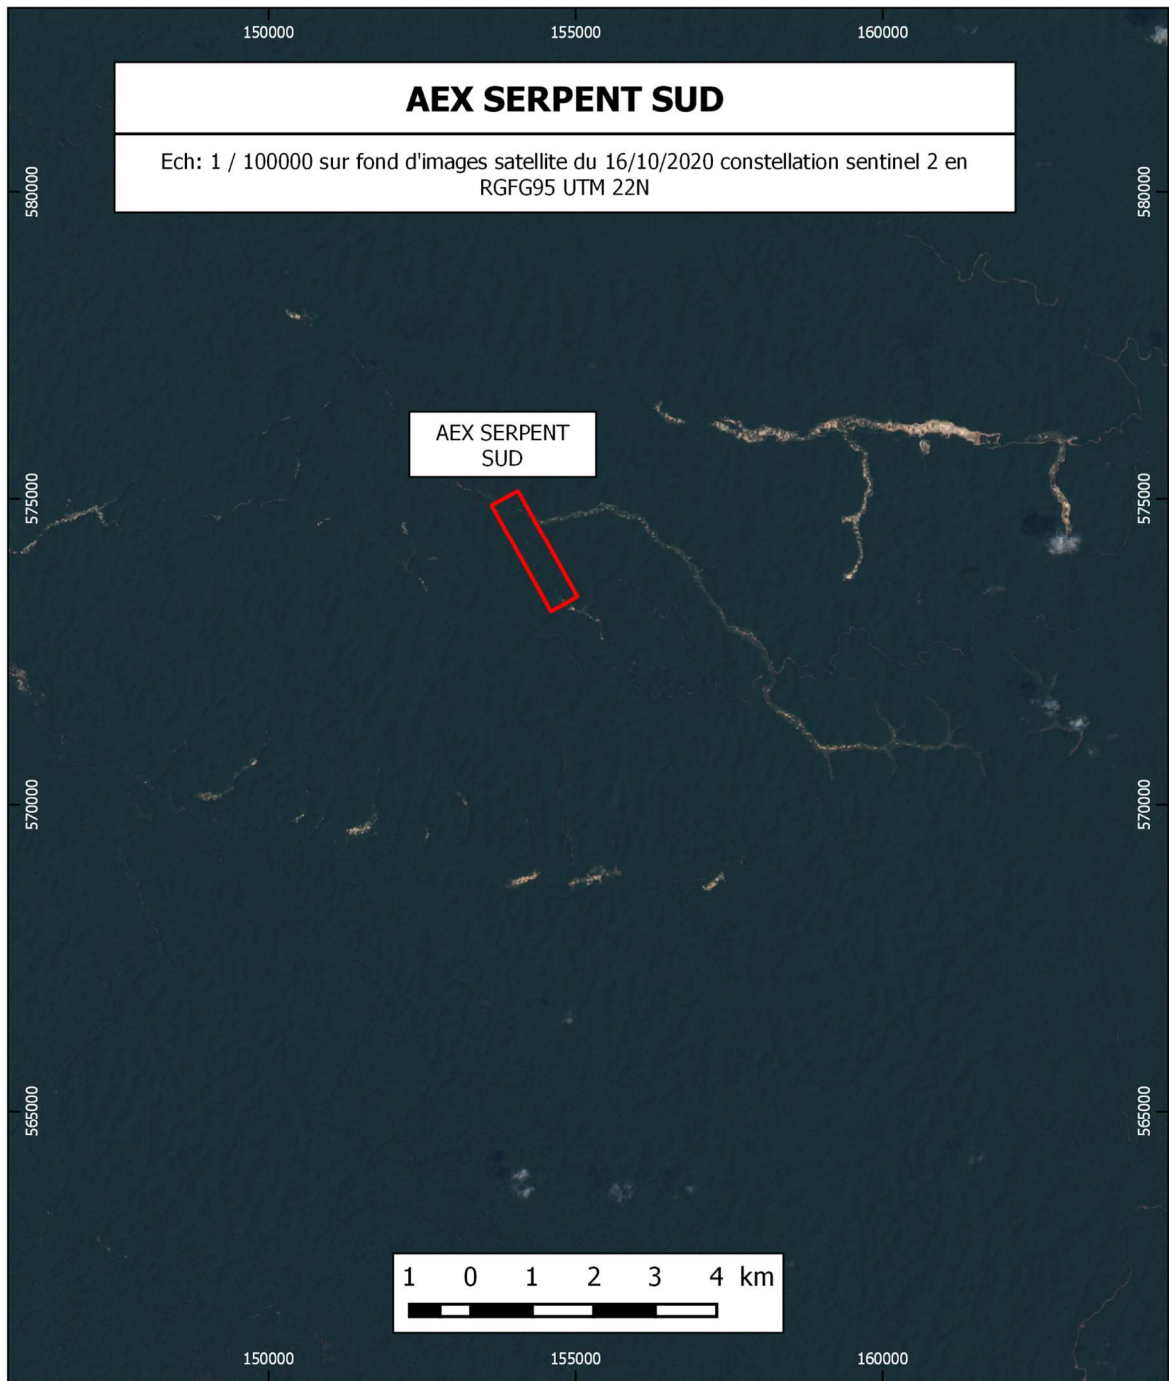 150000 155000 160000
AEX SERPENT SUD
Ech: 1 / 100000 sur fond d'images satellite du 16/10/2020 constellation sentinel 2 en
RGFG95 UTM 22N
580000 580000
AEX SERPENT
SUD
575000 575000
570000 570000
565000 565000
1 0 1 2 3 4 km
150000 155000 160000